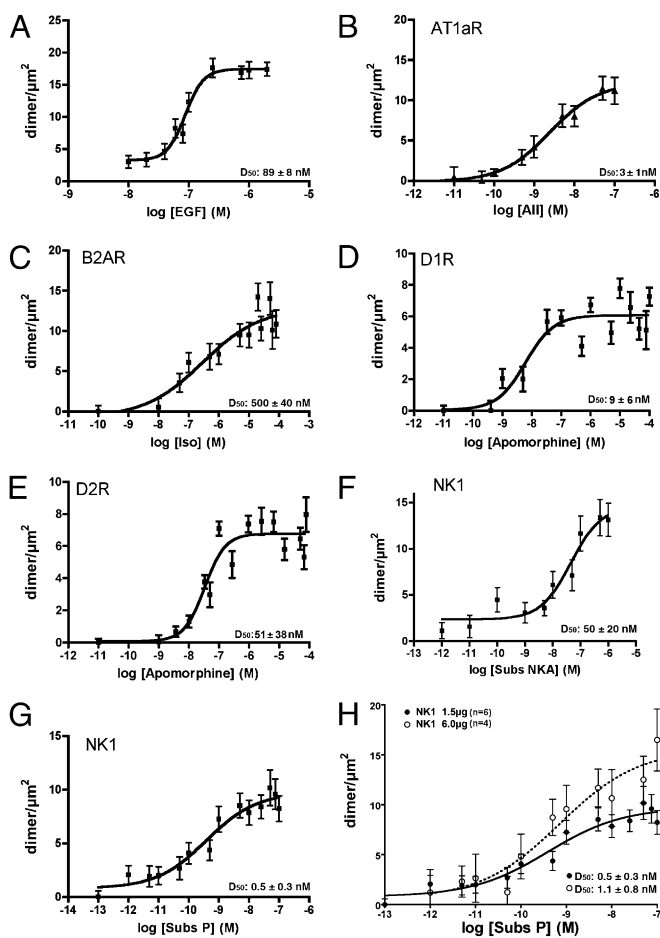 A
dimer/µm²
25
20
15
10
5
0
-9 -8 -7 -6 -5
D50: 89 ± 8 nM
log [EGF] (M)
B
AT1aR
dimer/µm²
20
15
10
5
0
-12 -11 -10 -9 -8 -7 -6
D50: 3 ± 1nM
log [AII] (M)
C
B2AR
dimer/µm²
20
15
10
5
0
-11 -10 -9 -8 -7 -6 -5 -4 -3
D50: 500 ± 40 nM
log [Iso] (M)
D
D1R
dimer/µm²
10
8
6
4
2
0
-12 -11 -10 -9 -8 -7 -6 -5 -4
D50: 9 ± 6 nM
log [Apomorphine] (M)
E
D2R
dimer/µm²
10
8
6
4
2
0
-12 -11 -10 -9 -8 -7 -6 -5 -4
D50: 51 ± 38 nM
log [Apomorphine] (M)
F
NK1
dimer/µm²
15
10
5
0
-13 -12 -11 -10 -9 -8 -7 -6 -5
D50: 50 ± 20 nM
log [Subs NKA] (M)
G
NK1
dimer/µm²
15
10
5
0
-14 -13 -12 -11 -10 -9 -8 -7 -6
D50: 0.5 ± 0.3 nM
log [Subs P] (M)
H
NK1 1.5µg (n=6)
NK1 6.0µg (n=4)
dimer/µm²
20
15
10
5
0
-13 -12 -11 -10 -9 -8 -7
D50: 0.5 ± 0.3 nM
D50: 1.1 ± 0.8 nM
log [Subs P] (M)